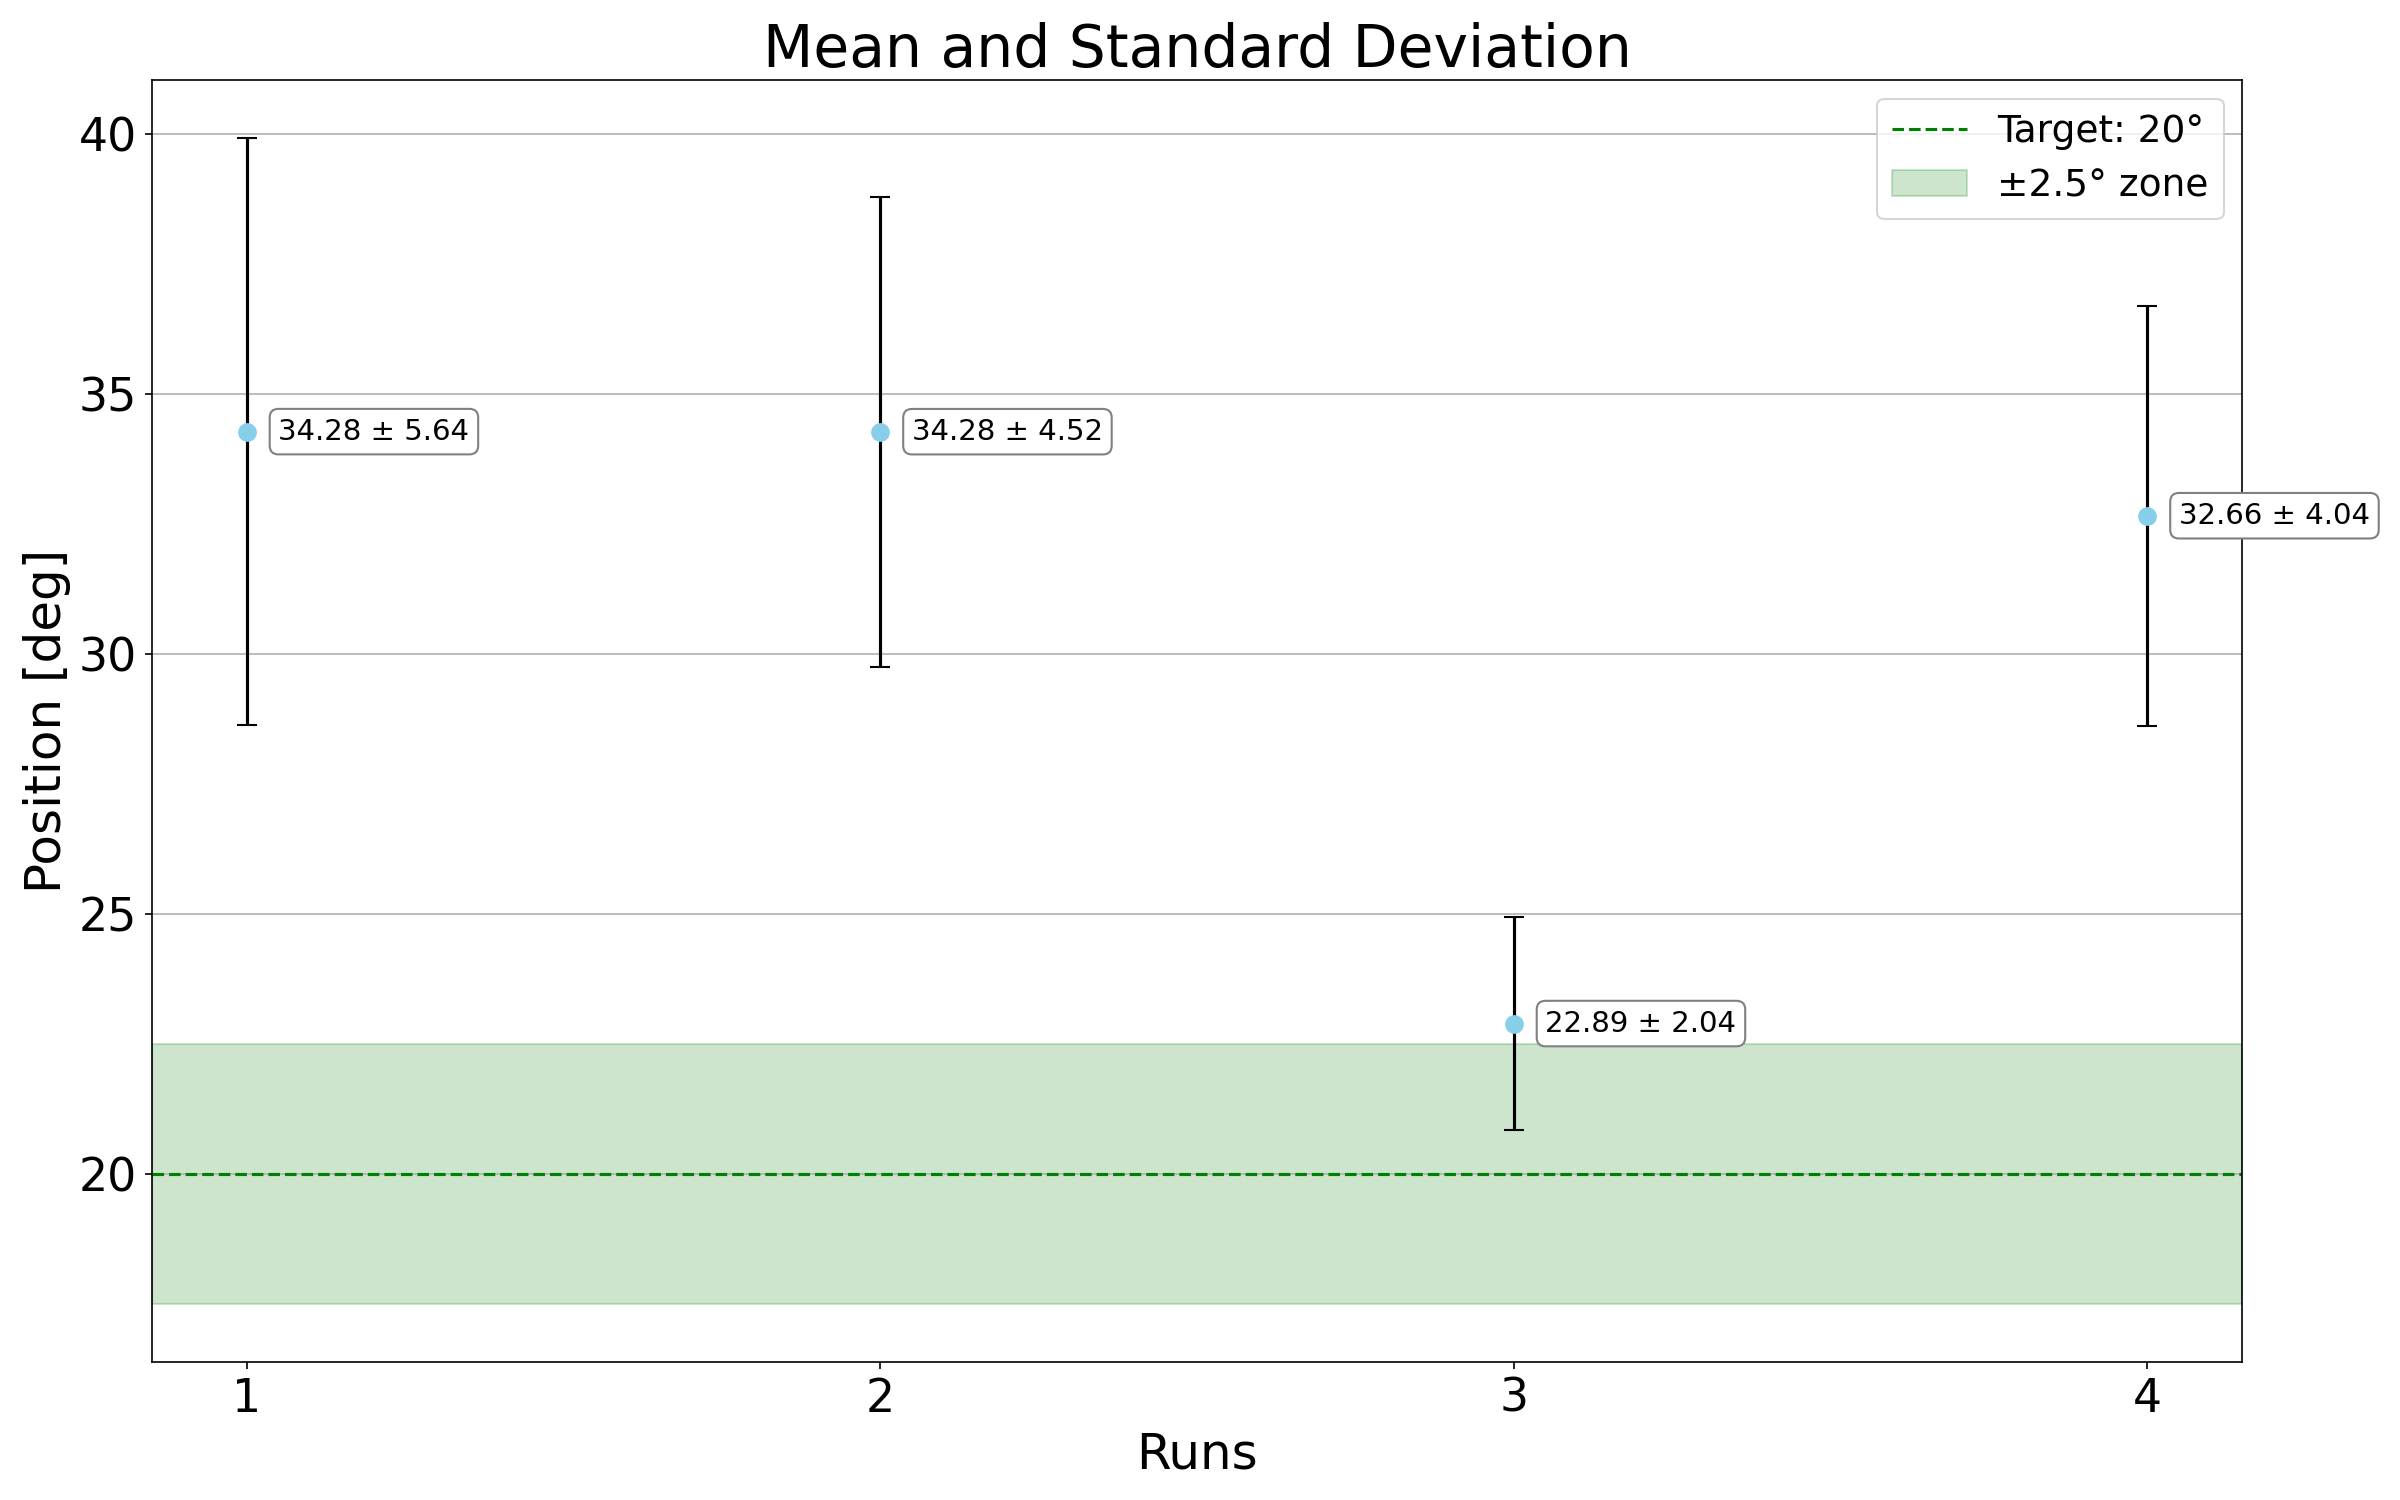 Mean and Standard Deviation
Target: 20°
±2.5° zone
Position [deg]
40
35
30
25
20
34.28 ± 5.64
34.28 ± 4.52
22.89 ± 2.04
32.66 ± 4.04
1
2
3
4
Runs